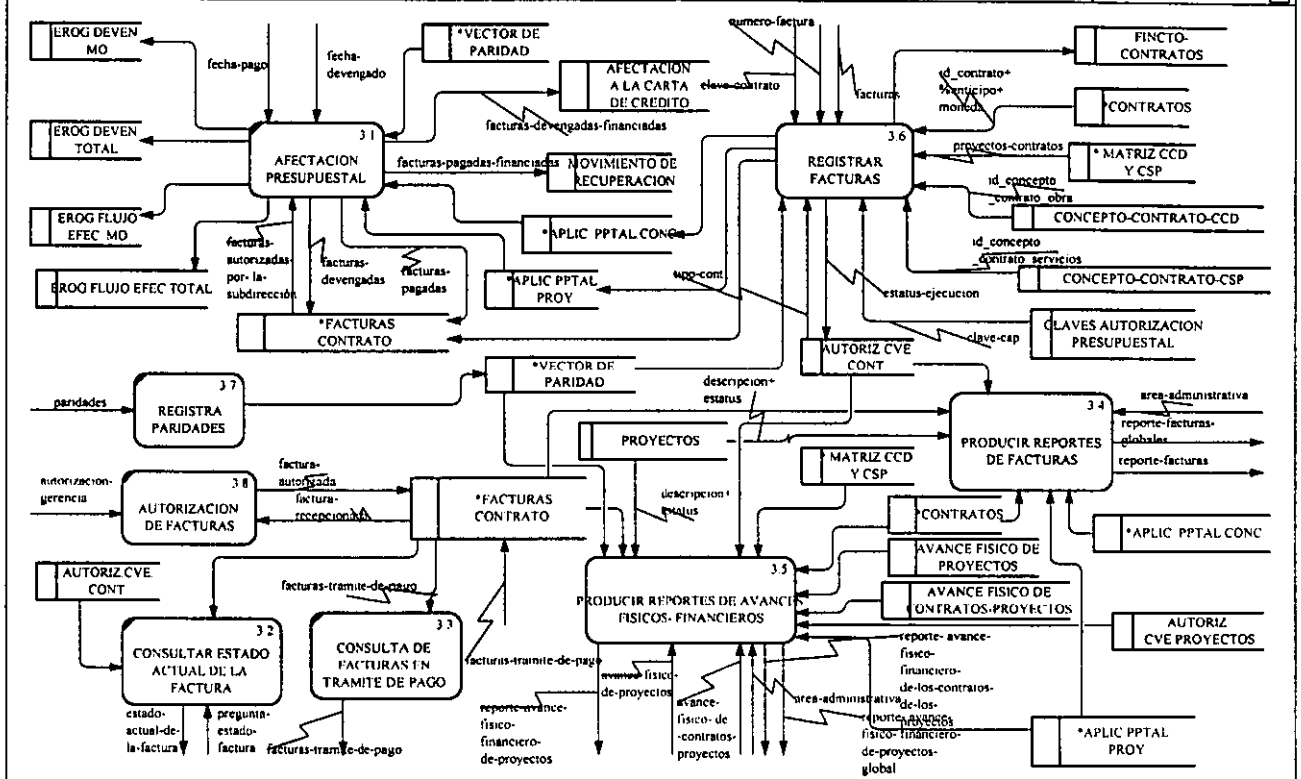 EROG DEVEN
MO
fecha-pago
fecha-
devengado
*VECTOR DE
PARIDAD
AFECTACION
A LA CARTA
DE CREDITO
facturas-devengadas-financiadas
EROG DEVEN
TOTAL
3.1
AFECTACION
PRESUPUESTAL
facturas-pagadas-financiadas
MOVIMIENTO DE
RECUPERACION
EROG FLUJO
EFEC MO
EROG FLUJO EFEC TOTAL
facturas-
autorizadas-
por- la-
subdirección
facturas-
devengadas
facturas-
pagadas
*FACTURAS
CONTRATO
*APLIC PPTAL CONC
*APLIC PPTAL
PROY
numero-factura
clave-contrato
facturas
3.6
REGISTRAR
FACTURAS
FINCTO-
CONTRATOS
id_contrato+
%anticipo+
moneda
*CONTRATOS
proyectos-contratos
* MATRIZ CCD
Y CSP
id_concepto
_contrato_obra
CONCEPTO-CONTRATO-CCD
id_concepto
_contrato_servicios
CONCEPTO-CONTRATO-CSP
tipo-cont
estatus-ejecucion
clave-cap
CLAVES AUTORIZACION
PRESUPUESTAL
AUTORIZ CVE
CONT
*VECTOR DE
PARIDAD
paridades
3.7
REGISTRA
PARIDADES
descripcion+
estatus
PROYECTOS
* MATRIZ CCD
Y CSP
3.4
PRODUCIR REPORTES
DE FACTURAS
area-administrativa
reporte-facturas-
globales
reporte-facturas
autorizacion-
gerencia
3.8
AUTORIZACION
DE FACTURAS
factura-
autorizada
factura-
recepcionada
*FACTURAS
CONTRATO
descripcion+
estatus
*CONTRATOS
*APLIC PPTAL CONC
AVANCE FISICO DE
PROYECTOS
AVANCE FISICO DE
CONTRATOS-PROYECTOS
AUTORIZ
CVE PROYECTOS
AUTORIZ.CVE.
CONT
3.2
CONSULTAR ESTADO
ACTUAL DE LA
FACTURA
facturas-tramite-de-pago
3.3
CONSULTA DE
FACTURAS EN
TRAMITE DE PAGO
facturas-tramite-de-pago
3.5
PRODUCIR REPORTES DE AVANCES
FISICOS- FINANCIEROS
estado-
actual-de-
la-factura
pregunta-
estado-
factura
facturas-tramite-de-pago
reporte-avance-
fisico-
financiero-
de-proyectos
avance-fisico-
de-proyectos
avance-
fisico- de
-contratos-
proyectos
area-administrativa
reporte- avance-
fisico-
financiero-
de-los-contratos-
de-los-
proyectos
reporte-avance-
fisico- financiero-
de-proyectos-
global
*APLIC PPTAL
PROY